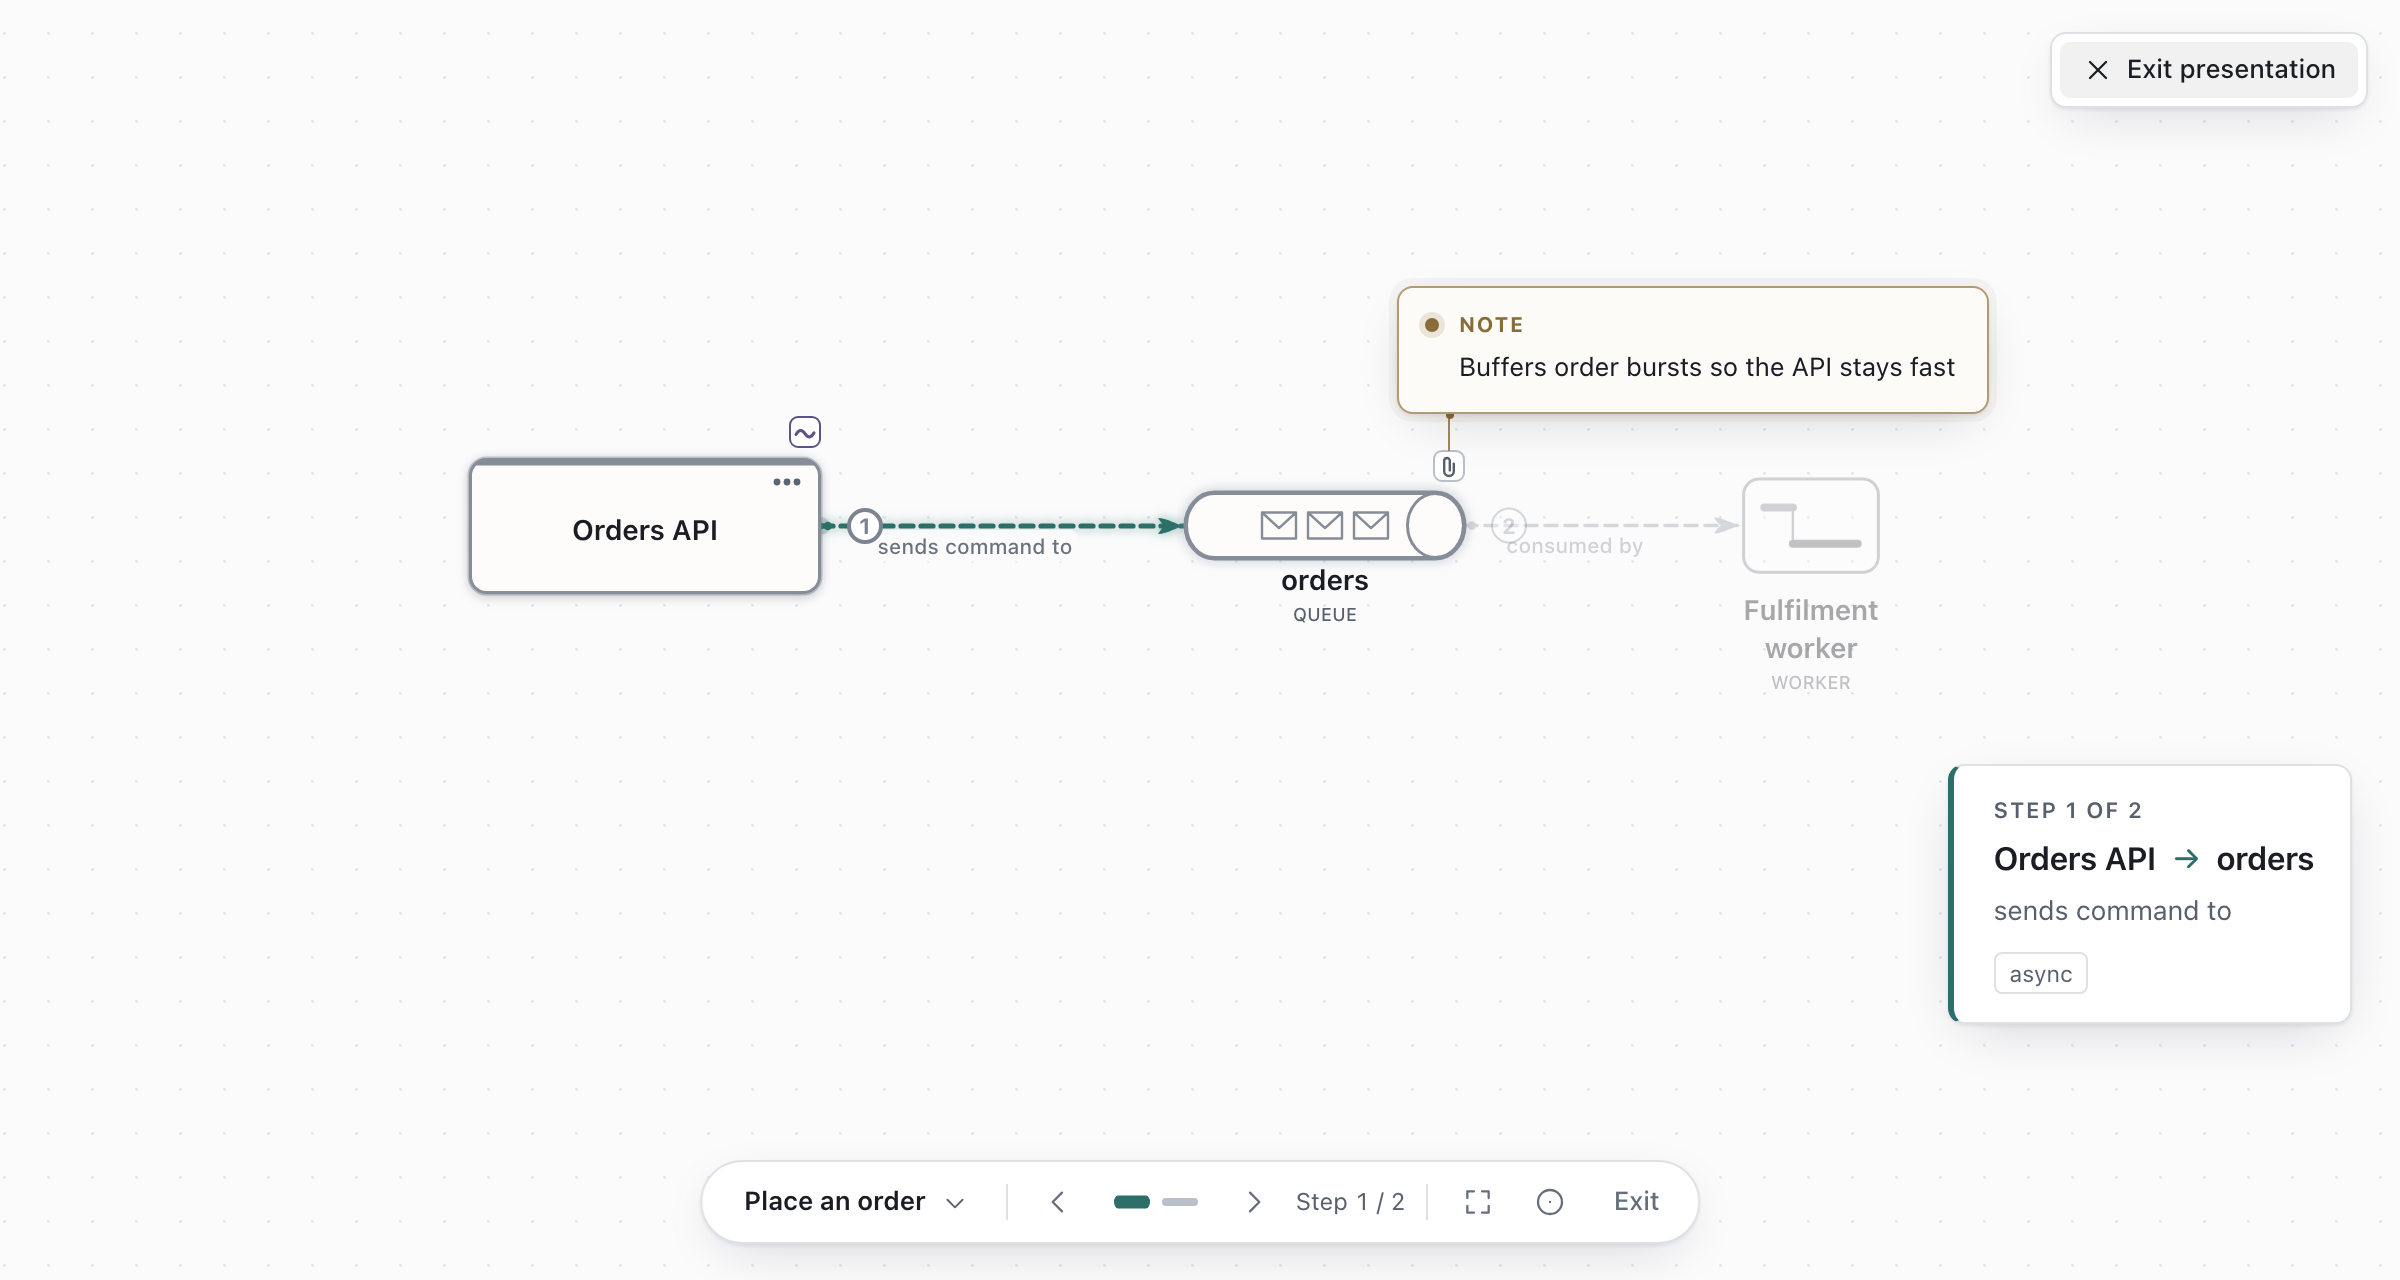 Exit presentation
NOTE
Buffers order bursts so the API stays fast
Orders API
1
sends command to
orders
QUEUE
2
consumed by
Fulfilment
worker
WORKER
STEP 1 OF 2
Orders API → orders
sends command to
async
Place an order
Step 1 / 2
Exit